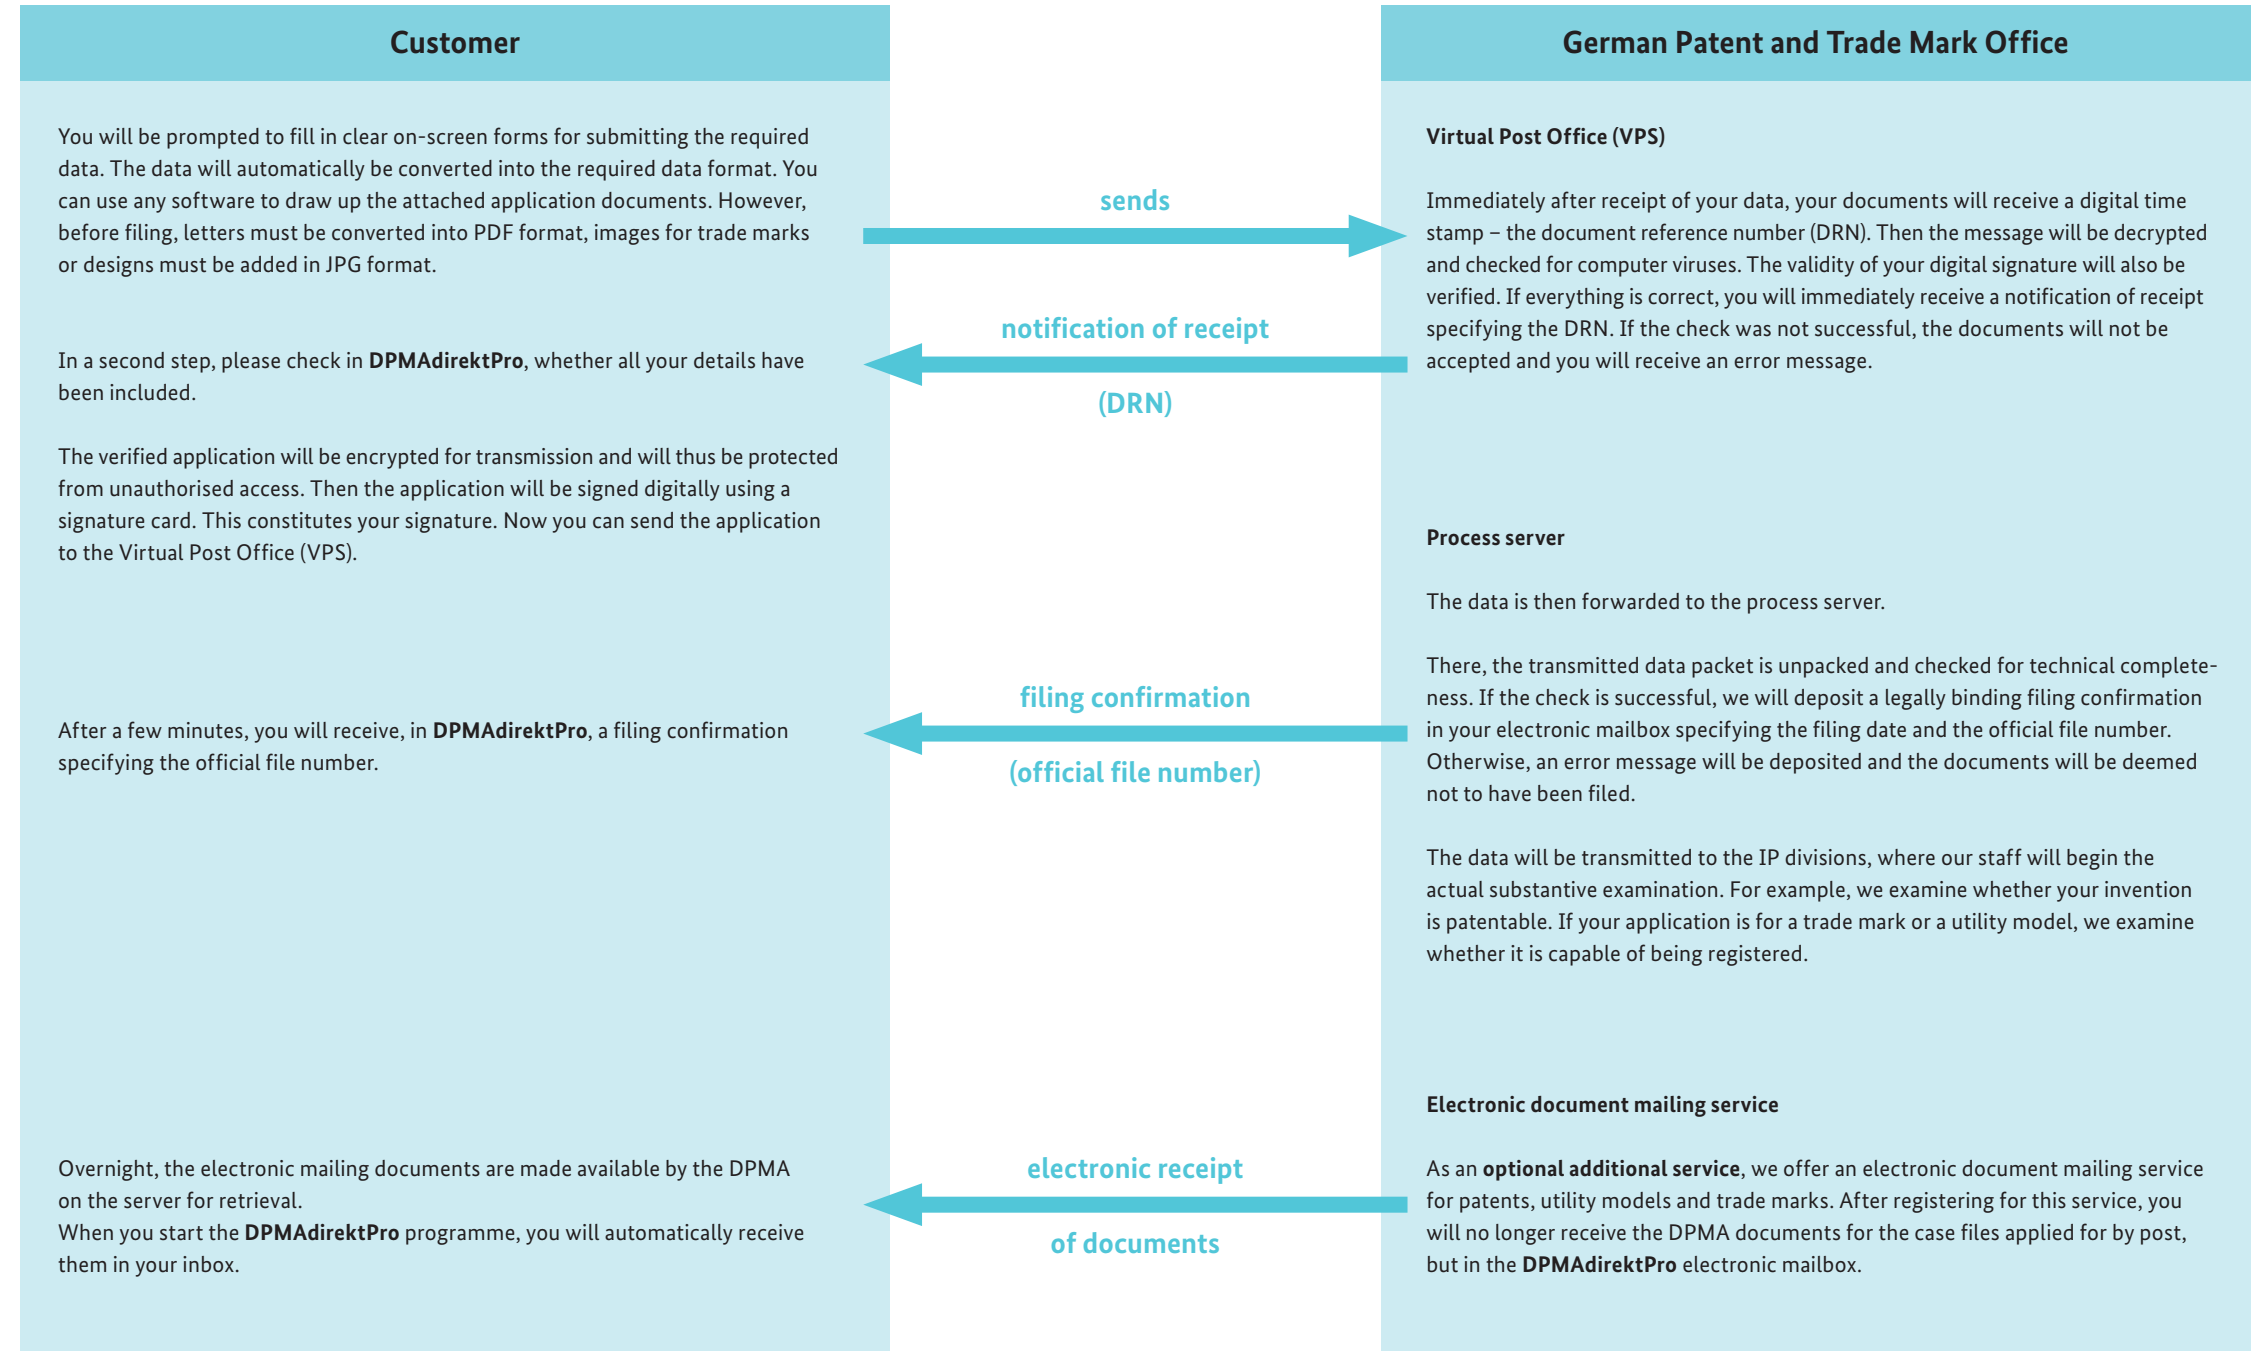 Customer
You will be prompted to fill in clear on-screen forms for submitting the required
data. The data will automatically be converted into the required data format. You
can use any software to draw up the attached application documents. However,
before filing, letters must be converted into PDF format, images for trade marks
or designs must be added in JPG format.
In a second step, please check in DPMAdirektPro, whether all your details have
been included.
The verified application will be encrypted for transmission and will thus be protected
from unauthorised access. Then the application will be signed digitally using a
signature card. This constitutes your signature. Now you can send the application
to the Virtual Post Office (VPS).
After a few minutes, you will receive, in DPMAdirektPro, a filing confirmation
specifying the official file number.
Overnight, the electronic mailing documents are made available by the DPMA
on the server for retrieval.
When you start the DPMAdirektPro programme, you will automatically receive
them in your inbox.
sends
notification of receipt
(DRN)
filing confirmation
(official file number)
electronic receipt
of documents
German Patent and Trade Mark Office
Virtual Post Office (VPS)
Immediately after receipt of your data, your documents will receive a digital time
stamp – the document reference number (DRN). Then the message will be decrypted
and checked for computer viruses. The validity of your digital signature will also be
verified. If everything is correct, you will immediately receive a notification of receipt
specifying the DRN. If the check was not successful, the documents will not be
accepted and you will receive an error message.
Process server
The data is then forwarded to the process server.
There, the transmitted data packet is unpacked and checked for technical complete-
ness. If the check is successful, we will deposit a legally binding filing confirmation
in your electronic mailbox specifying the filing date and the official file number.
Otherwise, an error message will be deposited and the documents will be deemed
not to have been filed.
The data will be transmitted to the IP divisions, where our staff will begin the
actual substantive examination. For example, we examine whether your invention
is patentable. If your application is for a trade mark or a utility model, we examine
whether it is capable of being registered.
Electronic document mailing service
As an optional additional service, we offer an electronic document mailing service
for patents, utility models and trade marks. After registering for this service, you
will no longer receive the DPMA documents for the case files applied for by post,
but in the DPMAdirektPro electronic mailbox.